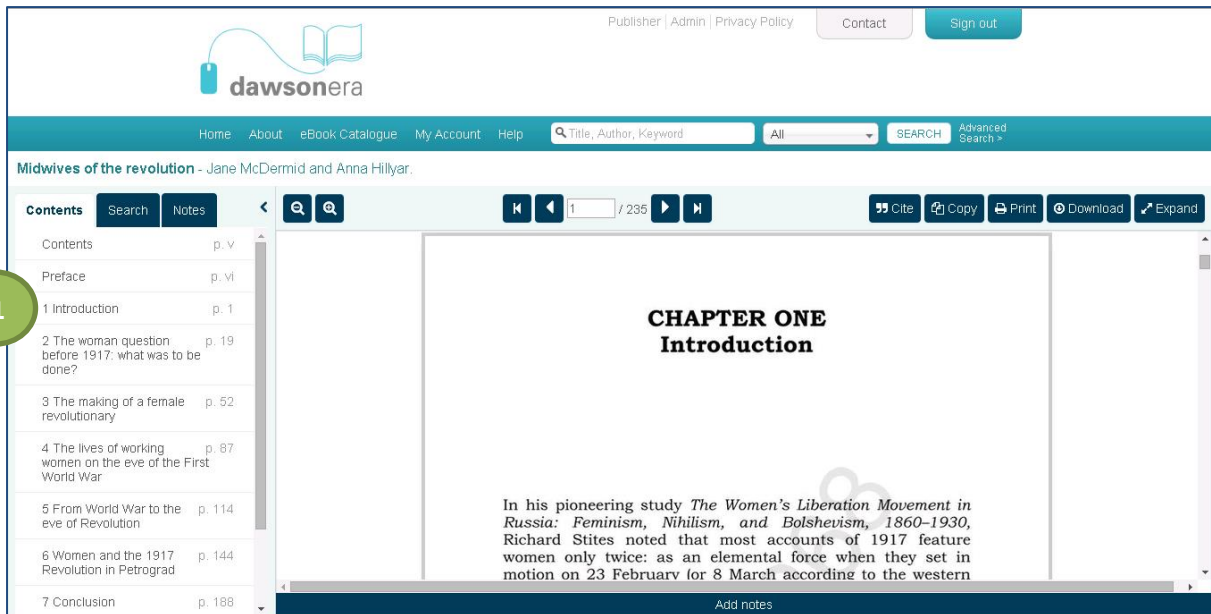 Publisher | Admin | Privacy Policy
Contact
Sign out
dawsonera
Home About eBook Catalogue My Account Help
Title, Author, Keyword
All
SEARCH
Advanced
Search >
Midwives of the revolution - Jane McDermid and Anna Hillyar.
Contents Search Notes <
1 / 235
Cite Copy Print Download Expand
Contents p. v
Preface p. vi
1 Introduction p. 1
2 The woman question p. 19
before 1917: what was to be
done?
3 The making of a female p. 52
revolutionary
4 The lives of working p. 87
women on the eve of the First
World War
5 From World War to the p. 114
eve of Revolution
6 Women and the 1917 p. 144
Revolution in Petrograd
7 Conclusion p. 188
1
CHAPTER ONE
Introduction
In his pioneering study The Women's Liberation Movement in
Russia: Feminism, Nihilism, and Bolshevism, 1860–1930,
Richard Stites noted that most accounts of 1917 feature
women only twice: as an elemental force when they set in
motion on 23 February (or 8 March according to the western
Add notes